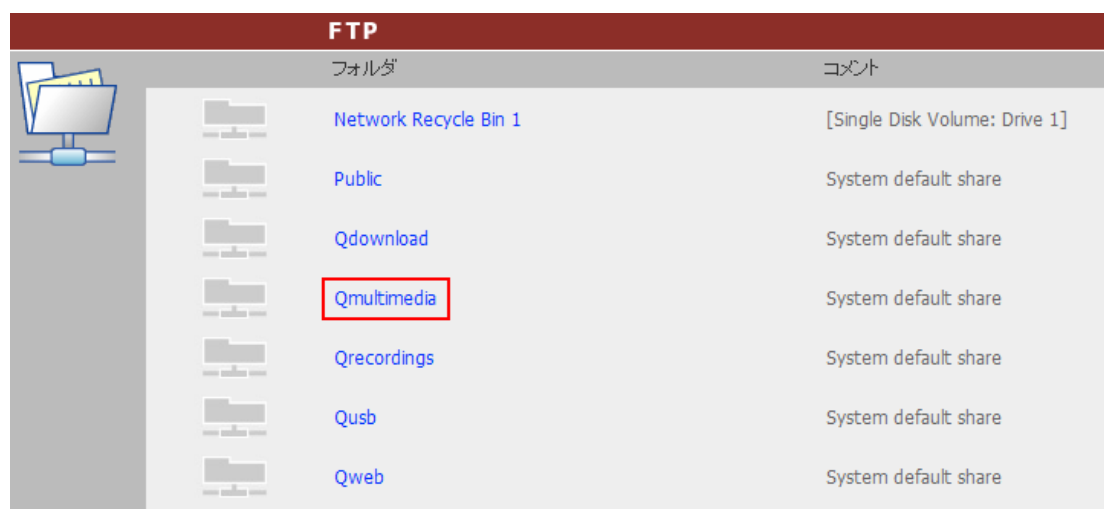 FTP
フォルダ コメント
Network Recycle Bin 1 [Single Disk Volume: Drive 1]
Public System default share
Qdownload System default share
Qmultimedia System default share
Qrecordings System default share
Qusb System default share
Qweb System default share